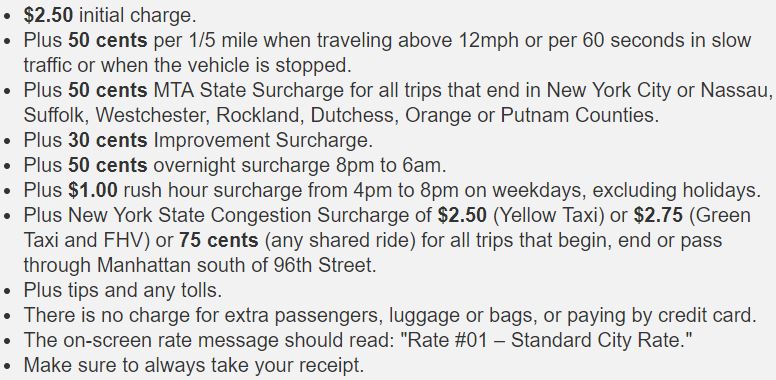 • $2.50 initial charge.
• Plus 50 cents per 1/5 mile when traveling above 12mph or per 60 seconds in slow
traffic or when the vehicle is stopped.
• Plus 50 cents MTA State Surcharge for all trips that end in New York City or Nassau,
Suffolk, Westchester, Rockland, Dutchess, Orange or Putnam Counties.
• Plus 30 cents Improvement Surcharge.
• Plus 50 cents overnight surcharge 8pm to 6am.
• Plus $1.00 rush hour surcharge from 4pm to 8pm on weekdays, excluding holidays.
• Plus New York State Congestion Surcharge of $2.50 (Yellow Taxi) or $2.75 (Green
Taxi and FHV) or 75 cents (any shared ride) for all trips that begin, end or pass
through Manhattan south of 96th Street.
• Plus tips and any tolls.
• There is no charge for extra passengers, luggage or bags, or paying by credit card.
• The on-screen rate message should read: "Rate #01 – Standard City Rate."
• Make sure to always take your receipt.